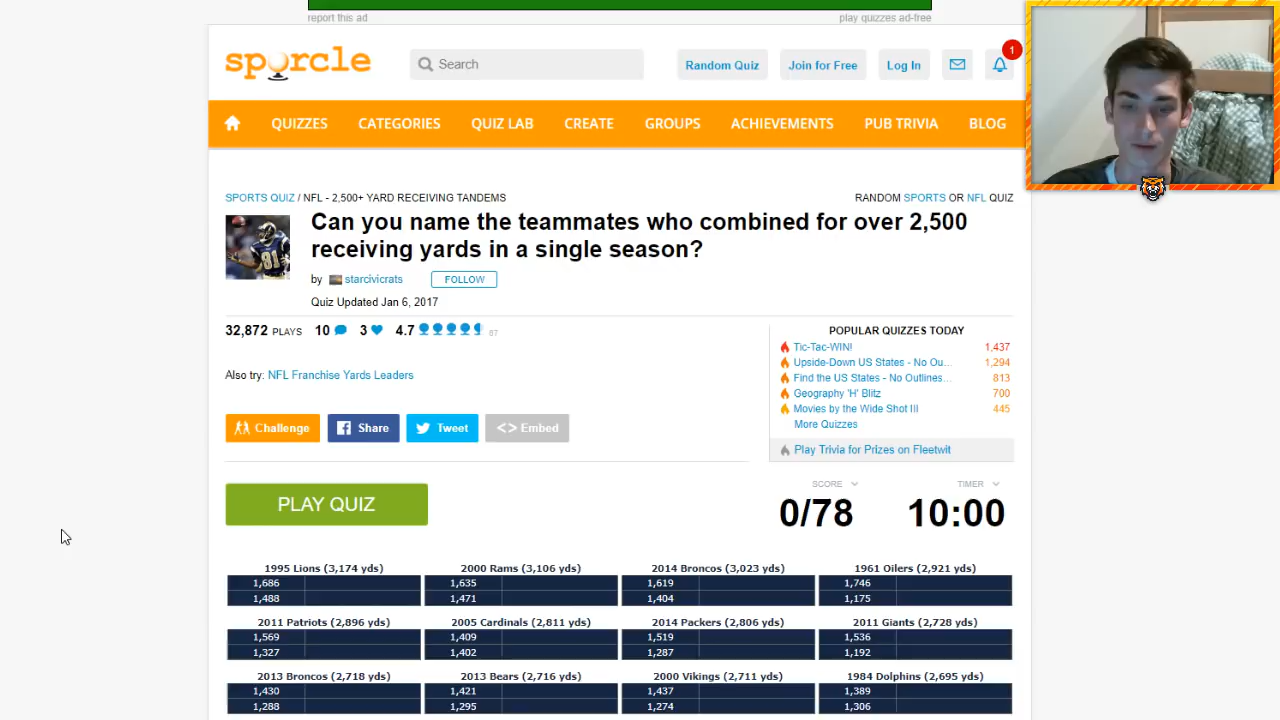 report this ad
play quizzes ad-free
sporcle
Search
Random Quiz
Join for Free
Log In
1
QUIZZES
CATEGORIES
QUIZ LAB
CREATE
GROUPS
ACHIEVEMENTS
PUB TRIVIA
BLOG
SPORTS QUIZ / NFL - 2,500+ YARD RECEIVING TANDEMS
RANDOM SPORTS OR NFL QUIZ
Can you name the teammates who combined for over 2,500
receiving yards in a single season?
by starcivicrats
FOLLOW
Quiz Updated Jan 6, 2017
32,872 PLAYS 10 3 4.7 67
Also try: NFL Franchise Yards Leaders
Challenge
Share
Tweet
<> Embed
POPULAR QUIZZES TODAY
Tic-Tac-WIN! 1,437
Upside-Down US States - No Ou... 1,294
Find the US States - No Outlines... 813
Geography 'H' Blitz 700
Movies by the Wide Shot III 445
More Quizzes
Play Trivia for Prizes on Fleetwit
PLAY QUIZ
SCORE
0/78
TIMER
10:00
1995 Lions (3,174 yds)
1,686
1,488
2000 Rams (3,106 yds)
1,635
1,471
2014 Broncos (3,023 yds)
1,619
1,404
1961 Oilers (2,921 yds)
1,746
1,175
2011 Patriots (2,896 yds)
1,569
1,327
2005 Cardinals (2,811 yds)
1,409
1,402
2014 Packers (2,806 yds)
1,519
1,287
2011 Giants (2,728 yds)
1,536
1,192
2013 Broncos (2,718 yds)
1,430
1,288
2013 Bears (2,716 yds)
1,421
1,295
2000 Vikings (2,711 yds)
1,437
1,274
1984 Dolphins (2,695 yds)
1,389
1,306